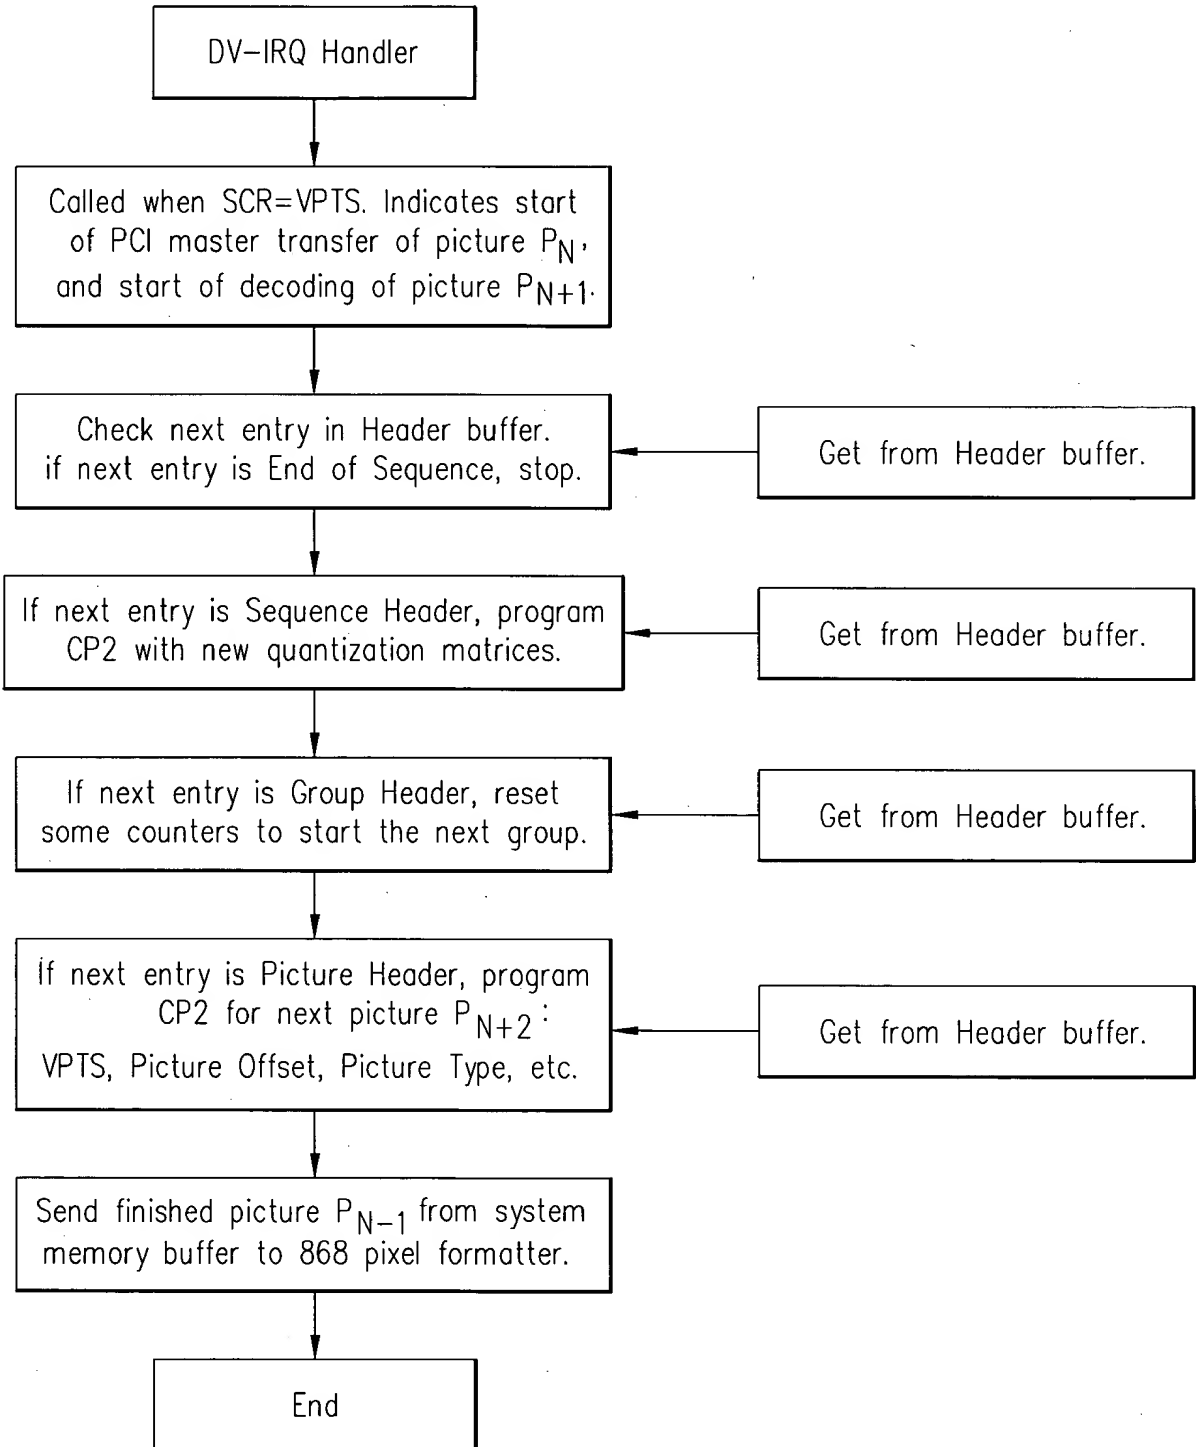 DV-IRQ Handler
Called when SCR=VPTS. Indicates start
of PCI master transfer of picture P_N,
and start of decoding of picture P_N+1.
Check next entry in Header buffer.
if next entry is End of Sequence, stop.
Get from Header buffer.
If next entry is Sequence Header, program
CP2 with new quantization matrices.
Get from Header buffer.
If next entry is Group Header, reset
some counters to start the next group.
Get from Header buffer.
If next entry is Picture Header, program
CP2 for next picture P_N+2:
VPTS, Picture Offset, Picture Type, etc.
Get from Header buffer.
Send finished picture P_N-1 from system
memory buffer to 868 pixel formatter.
End